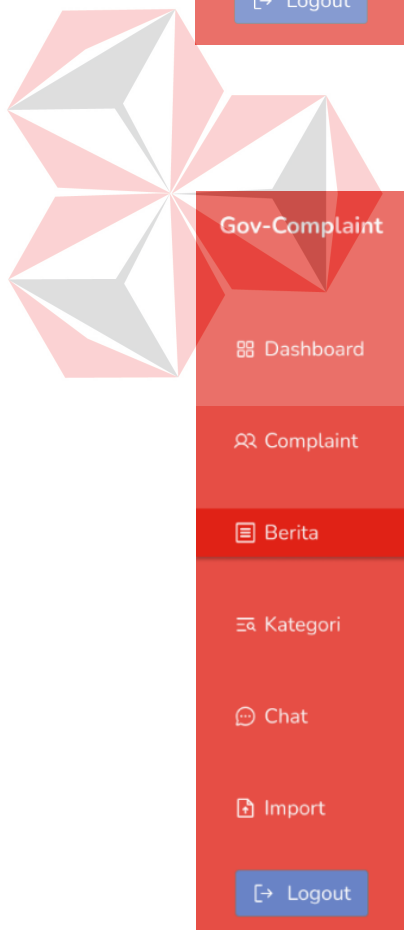 Logout
Gov-Complaint
Dashboard
Complaint
Berita
Kategori
Chat
Import
Logout